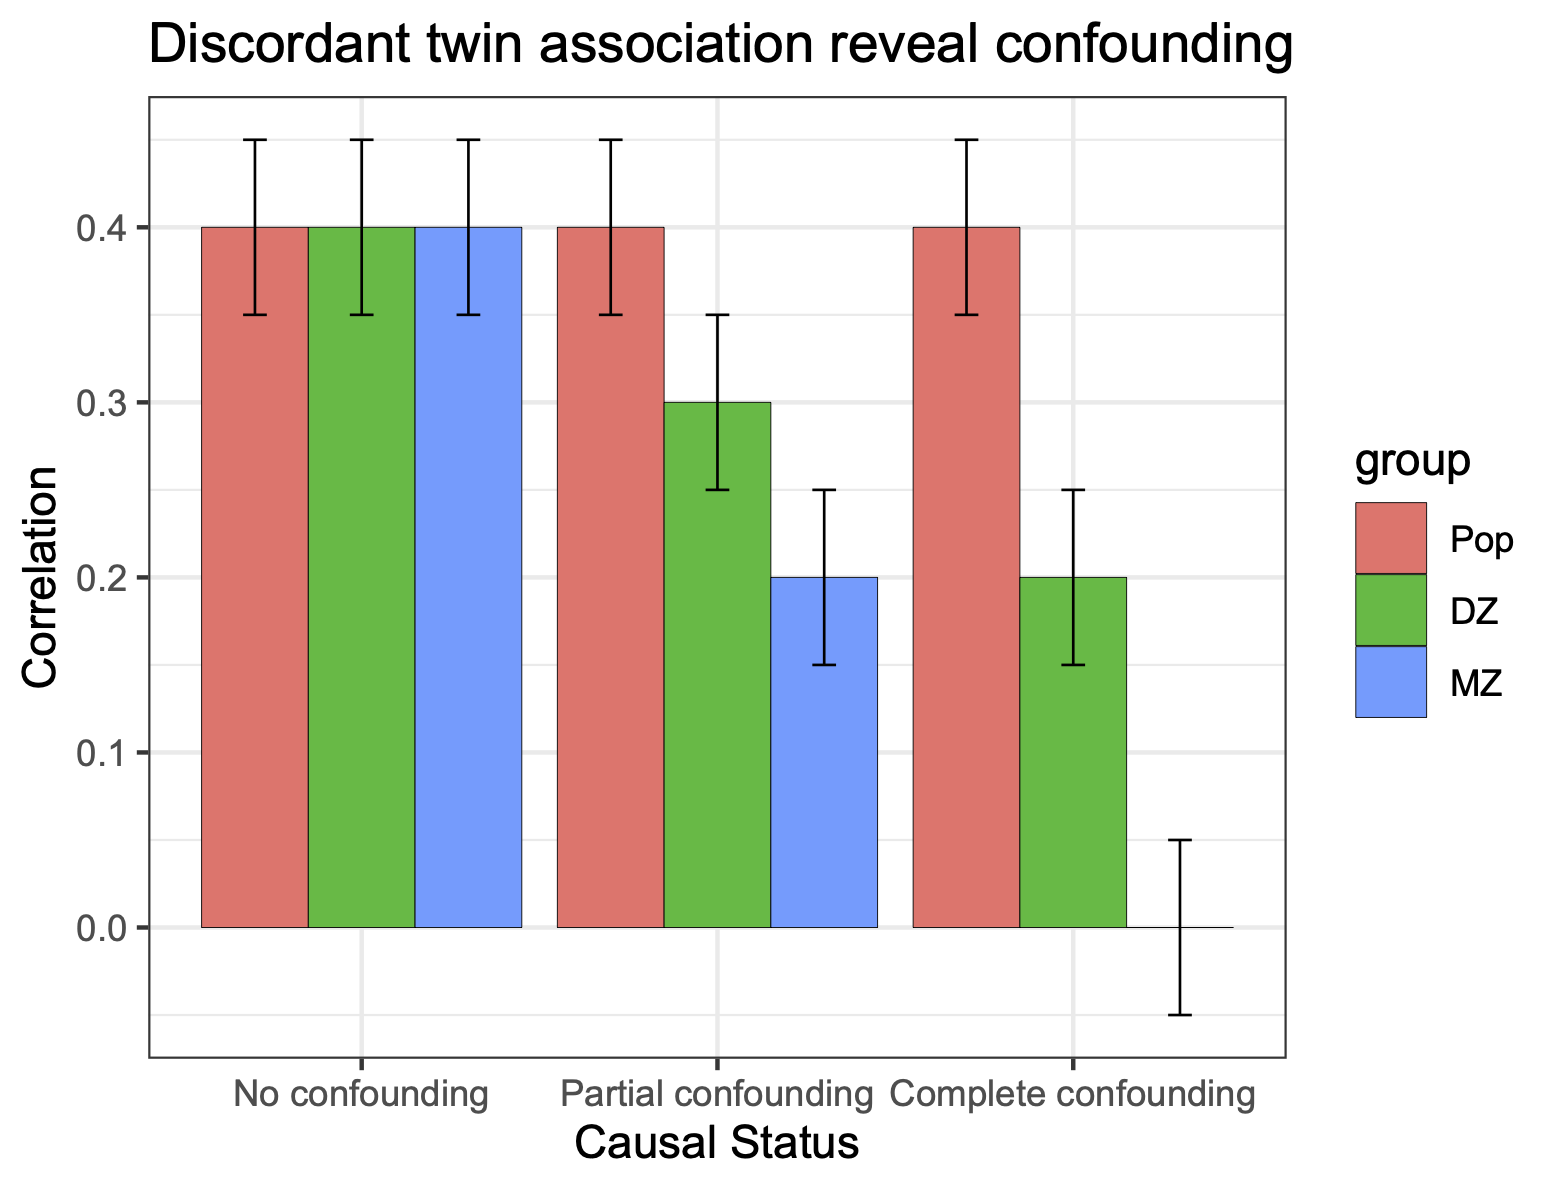 Discordant twin association reveal confounding
Correlation
0.4
0.3
0.2
0.1
0.0
No confounding
Partial confounding
Complete confounding
Causal Status
group
Pop
DZ
MZ